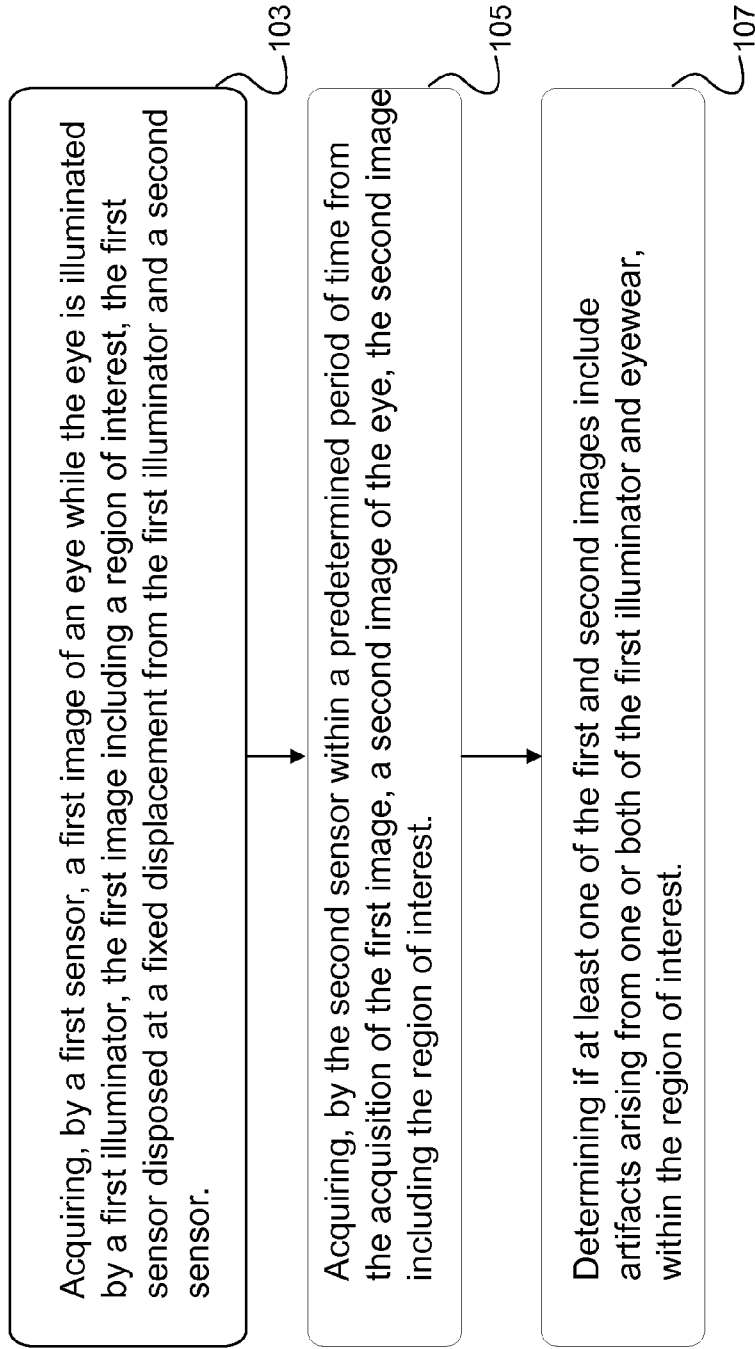 Acquiring, by a first sensor, a first image of an eye while the eye is illuminated
by a first illuminator, the first image including a region of interest, the first
sensor disposed at a fixed displacement from the first illuminator and a second
sensor.
103
Acquiring, by the second sensor within a predetermined period of time from
the acquisition of the first image, a second image of the eye, the second image
including the region of interest.
105
Determining if at least one of the first and second images include
artifacts arising from one or both of the first illuminator and eyewear,
within the region of interest.
107